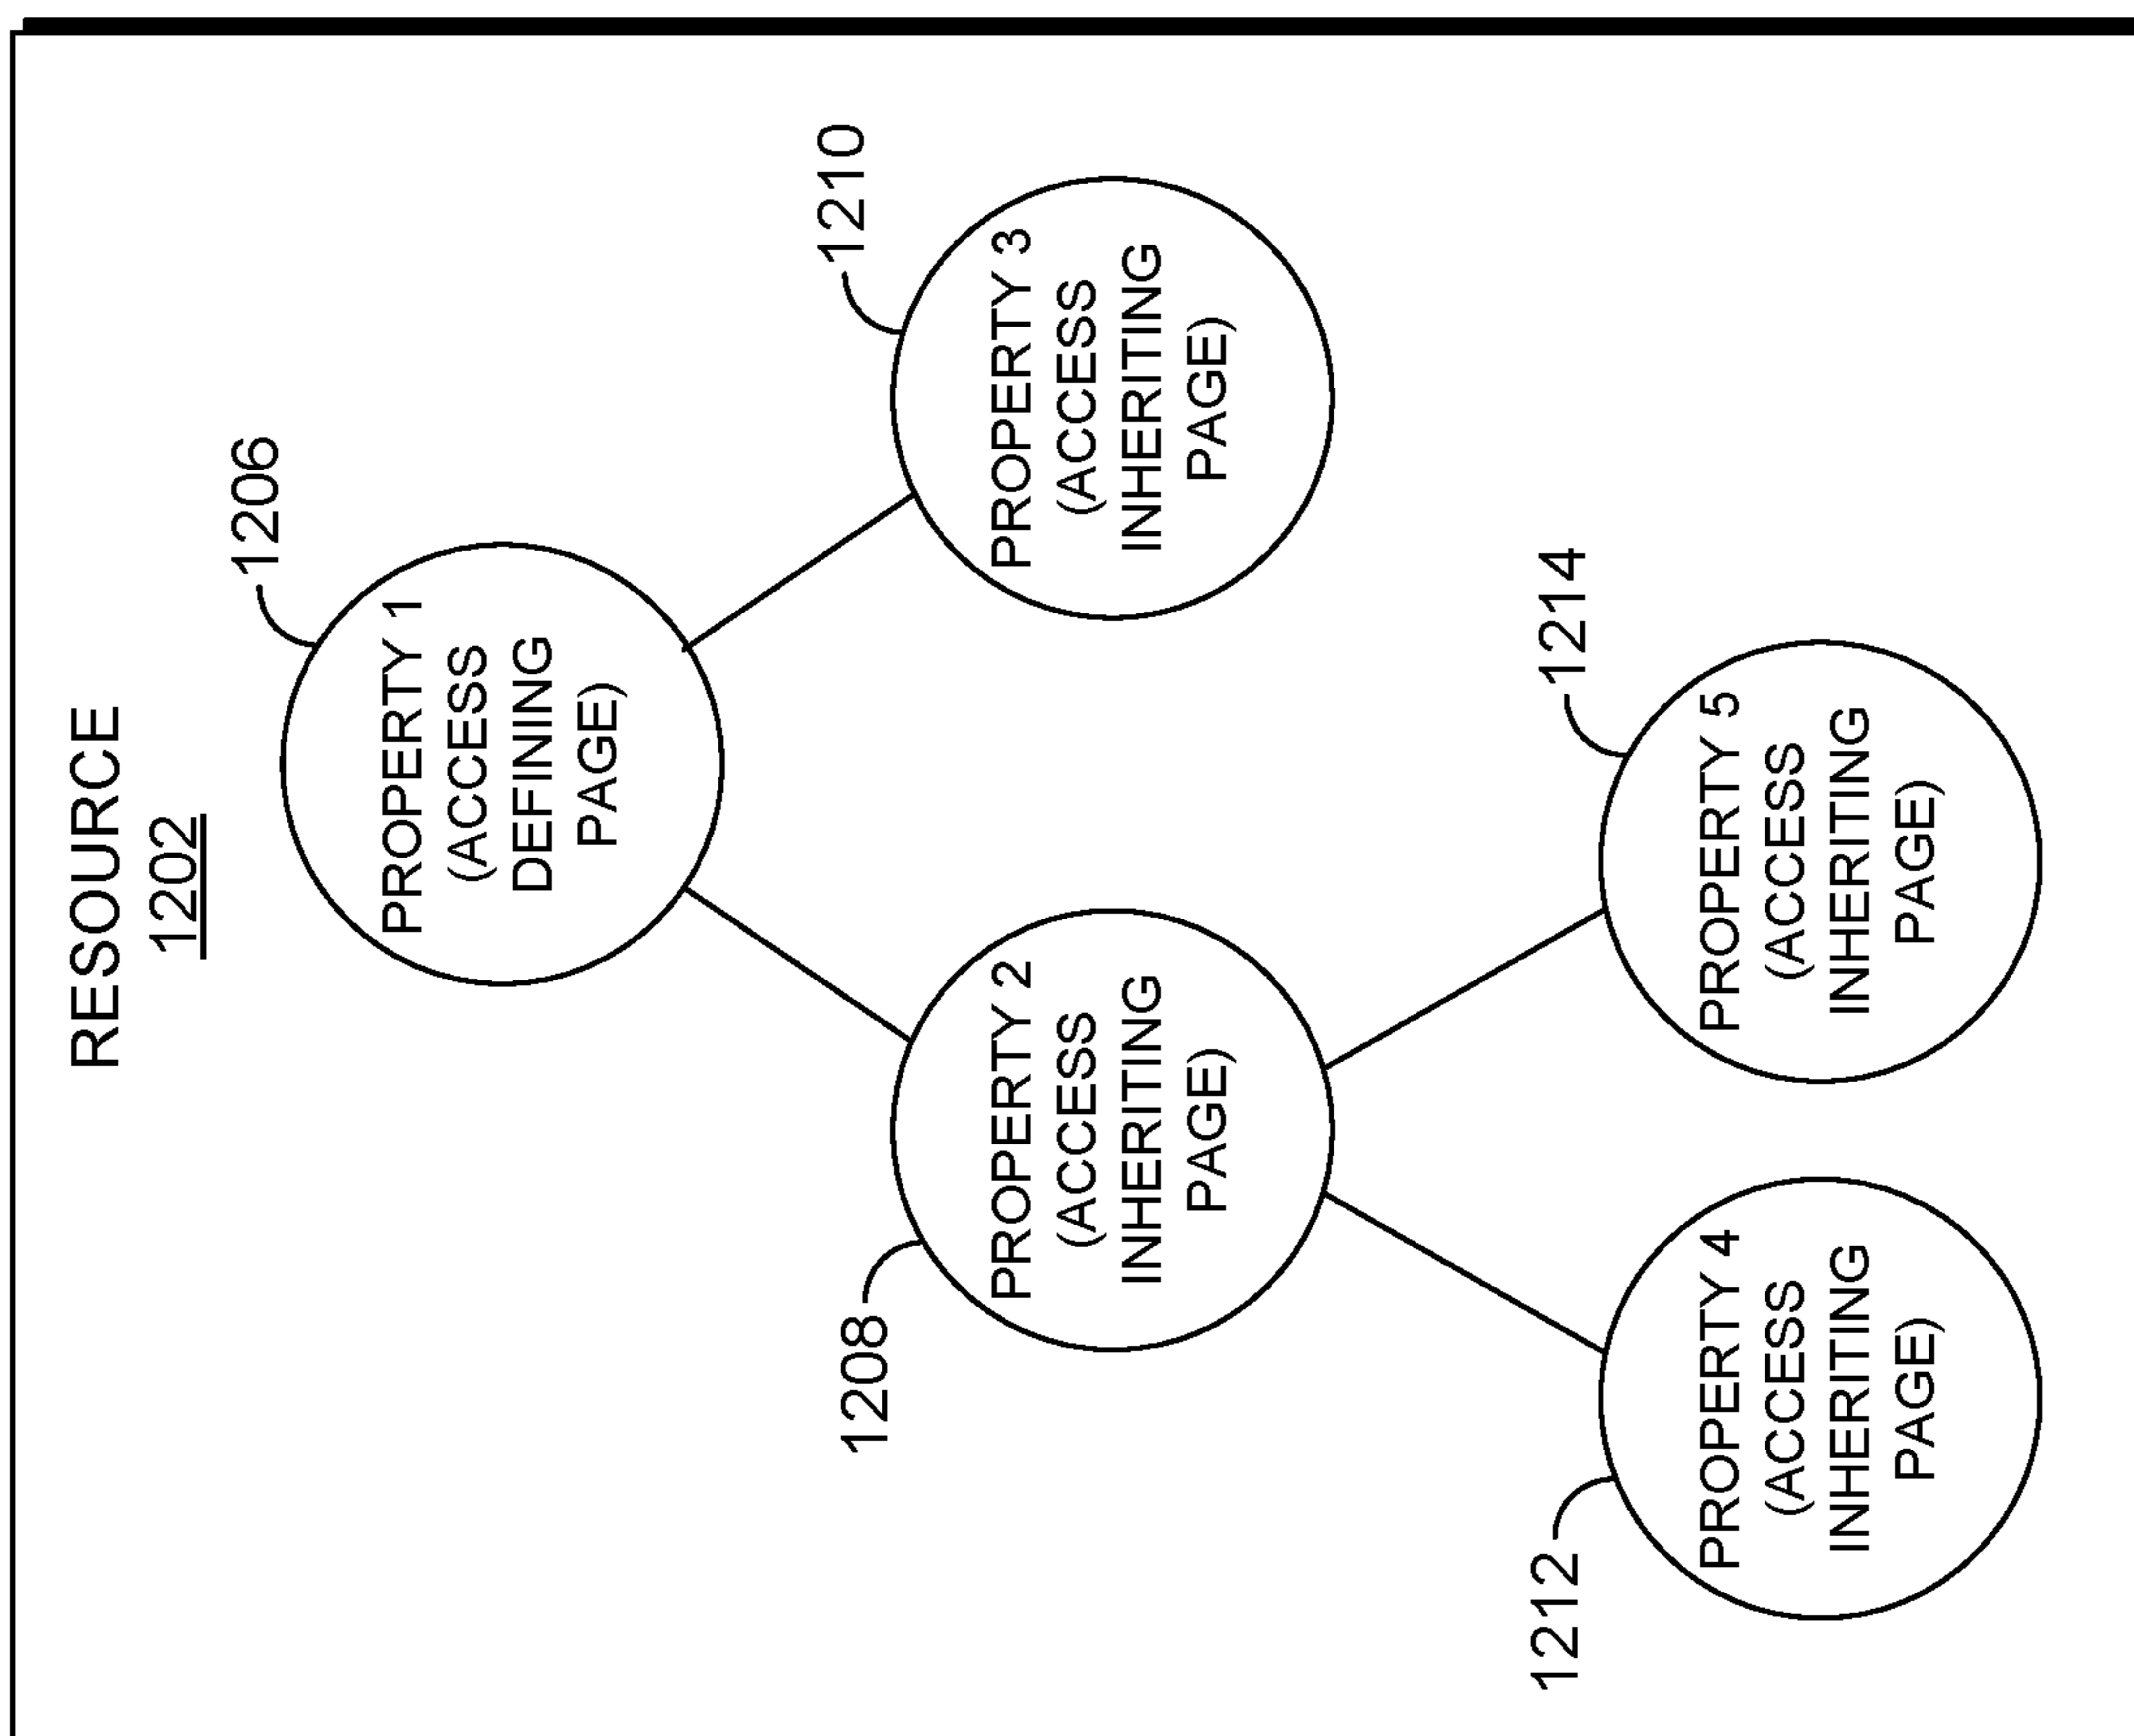 RESOURCE
1202
1206
PROPERTY 1
(ACCESS
DEFINING
PAGE)
1208
PROPERTY 2
(ACCESS
INHERITING
PAGE)
1210
PROPERTY 3
(ACCESS
INHERITING
PAGE)
1212
PROPERTY 4
(ACCESS
INHERITING
PAGE)
1214
PROPERTY 5
(ACCESS
INHERITING
PAGE)